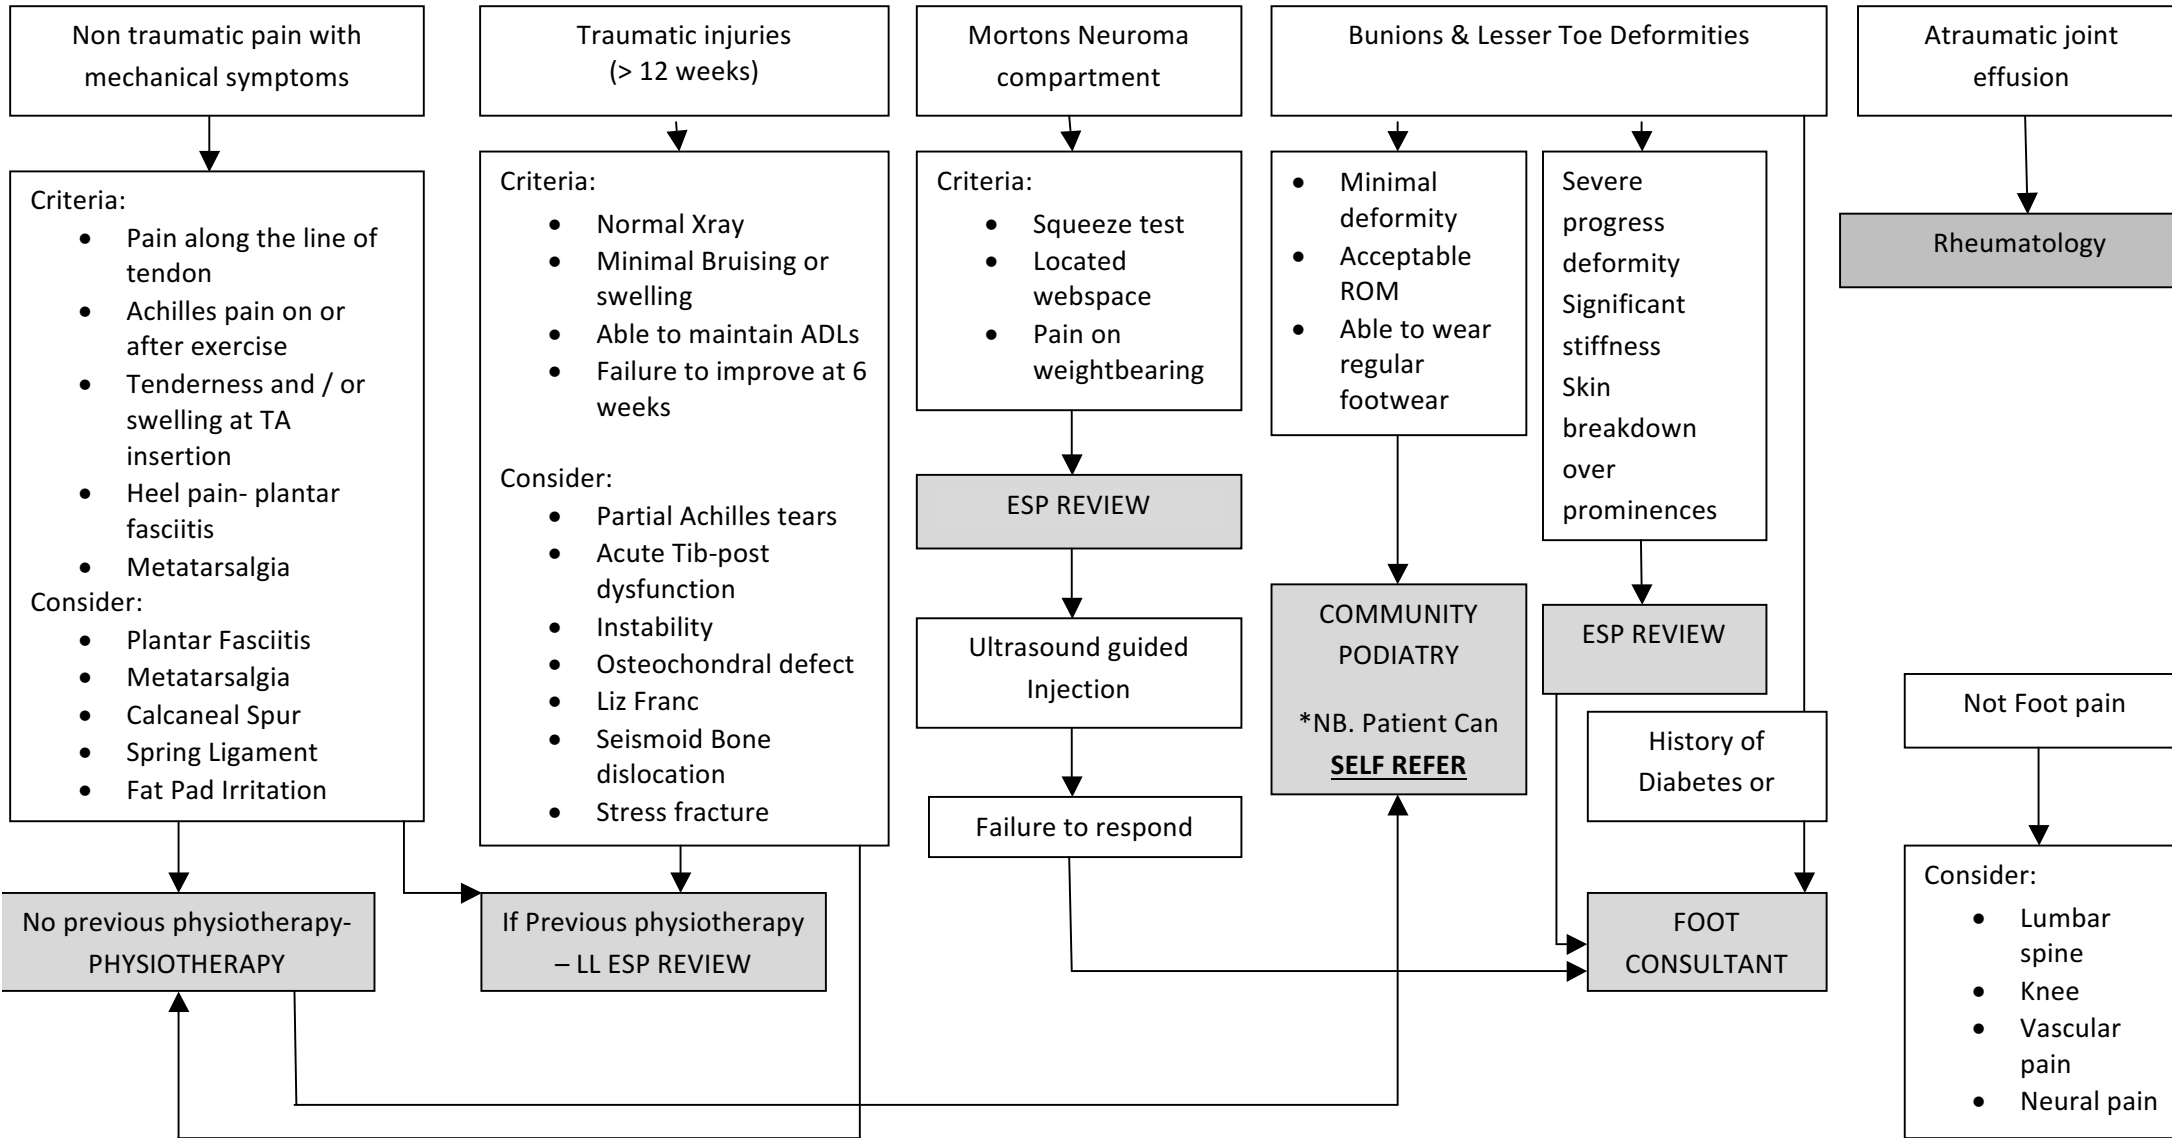 Non traumatic pain with
mechanical symptoms
Traumatic injuries
(> 12 weeks)
Mortons Neuroma
compartment
Bunions & Lesser Toe Deformities
Atraumatic joint
effusion
Criteria:
• Pain along the line of
tendon
• Achilles pain on or
after exercise
• Tenderness and / or
swelling at TA
insertion
• Heel pain- plantar
fasciitis
• Metatarsalgia
Consider:
• Plantar Fasciitis
• Metatarsalgia
• Calcaneal Spur
• Spring Ligament
• Fat Pad Irritation
Criteria:
• Normal Xray
• Minimal Bruising or
swelling
• Able to maintain ADLs
• Failure to improve at 6
weeks
Consider:
• Partial Achilles tears
• Acute Tib-post
dysfunction
• Instability
• Osteochondral defect
• Liz Franc
• Seismoid Bone
dislocation
• Stress fracture
Criteria:
• Squeeze test
• Located
webspace
• Pain on
weightbearing
• Minimal
deformity
• Acceptable
ROM
• Able to wear
regular
footwear
Severe
progress
deformity
Significant
stiffness
Skin
breakdown
over
prominences
Rheumatology
ESP REVIEW
Ultrasound guided
Injection
Failure to respond
COMMUNITY
PODIATRY
*NB. Patient Can
SELF REFER
ESP REVIEW
History of
Diabetes or
FOOT
CONSULTANT
Not Foot pain
Consider:
• Lumbar
spine
• Knee
• Vascular
pain
• Neural pain
No previous physiotherapy-
PHYSIOTHERAPY
If Previous physiotherapy
– LL ESP REVIEW